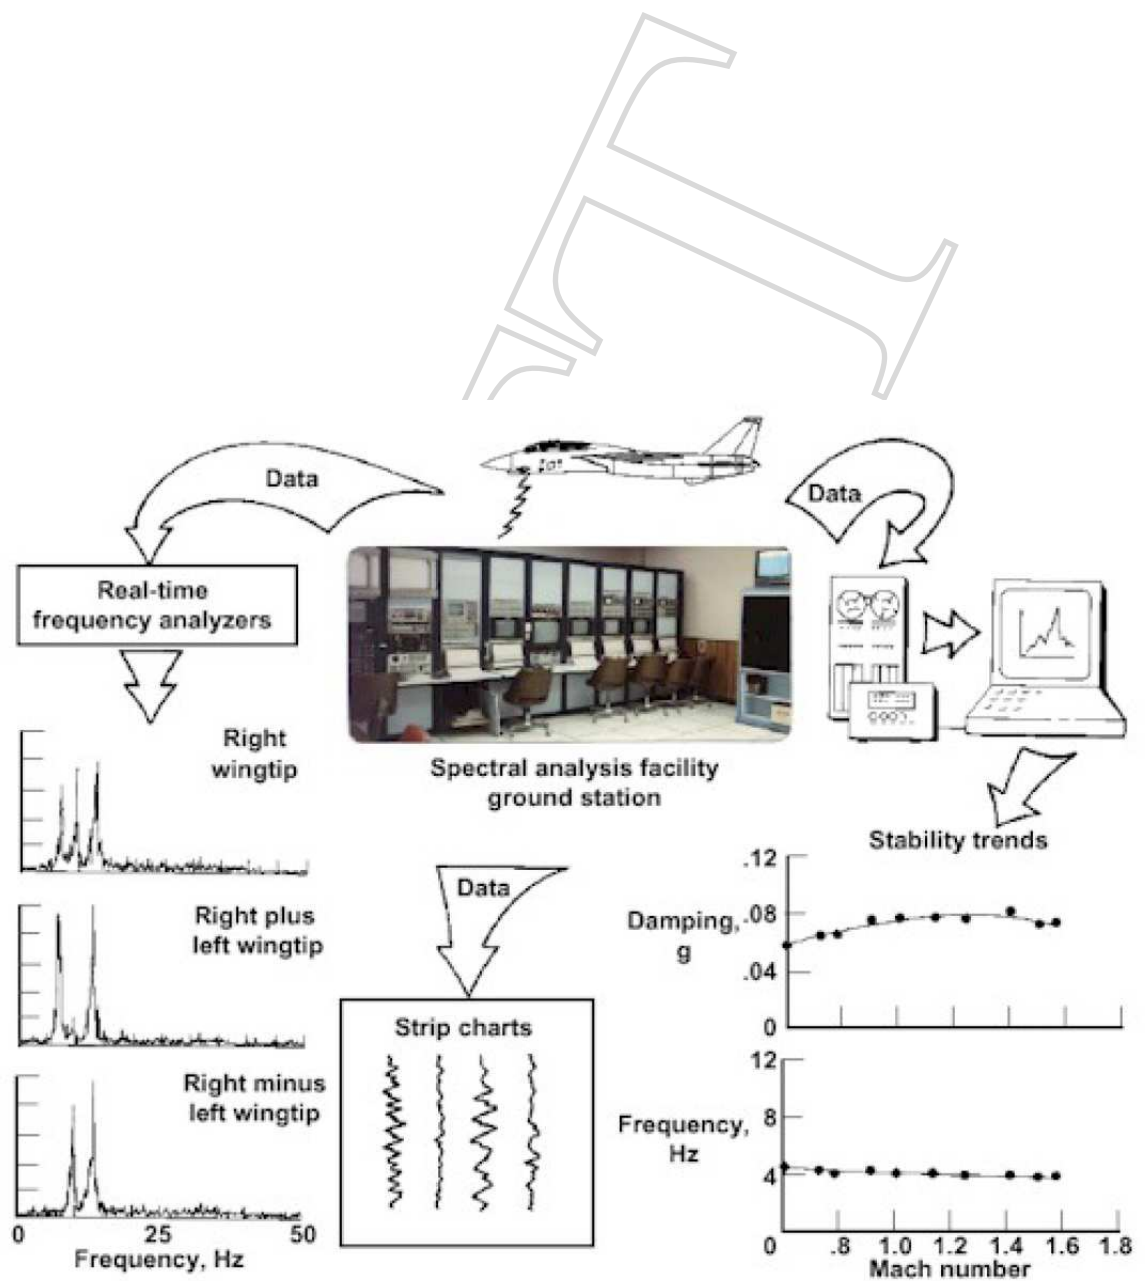 Data
Data
Real-time
frequency analyzers
Right
wingtip
Spectral analysis facility
ground station
Stability trends
.12
Damping,
g
.08
.04
0
Right plus
left wingtip
Data
Strip charts
Right minus
left wingtip
12
Frequency,
Hz
8
4
0 25 50
Frequency, Hz
0 .8 1.0 1.2 1.4 1.6 1.8
Mach number